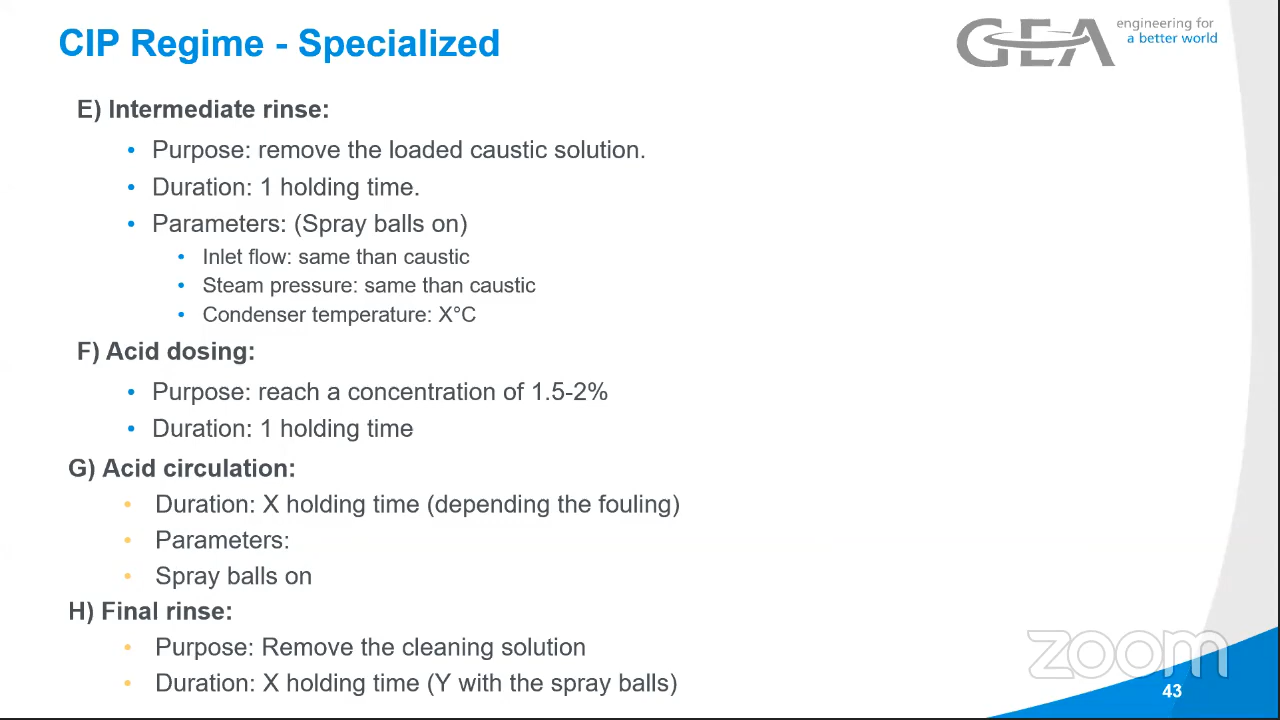 CIP Regime - Specialized
GEA
engineering for
a better world
E) Intermediate rinse:
• Purpose: remove the loaded caustic solution.
• Duration: 1 holding time.
• Parameters: (Spray balls on)
• Inlet flow: same than caustic
• Steam pressure: same than caustic
• Condenser temperature: X°C
F) Acid dosing:
• Purpose: reach a concentration of 1.5-2%
• Duration: 1 holding time
G) Acid circulation:
• Duration: X holding time (depending the fouling)
• Parameters:
• Spray balls on
H) Final rinse:
• Purpose: Remove the cleaning solution
• Duration: X holding time (Y with the spray balls)
zoom
43